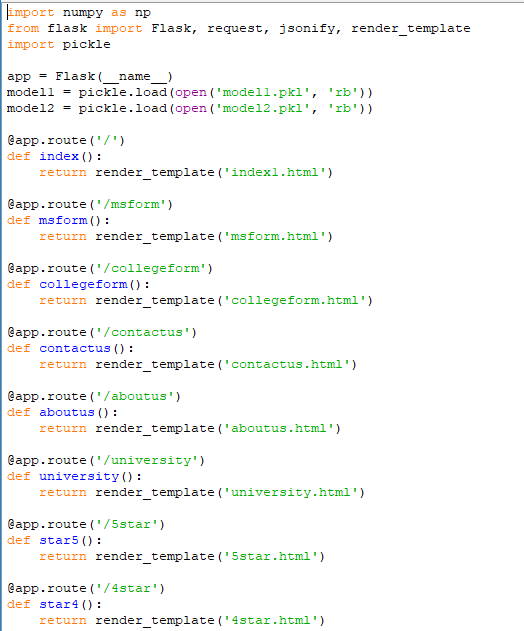 import numpy as np
from flask import Flask, request, jsonify, render_template
import pickle

app = Flask(__name__)
model1 = pickle.load(open('model1.pkl', 'rb'))
model2 = pickle.load(open('model2.pkl', 'rb'))

@app.route('/')
def index():
    return render_template('index1.html')

@app.route('/msform')
def msform():
    return render_template('msform.html')

@app.route('/collegeform')
def collegeform():
    return render_template('collegeform.html')

@app.route('/contactus')
def contactus():
    return render_template('contactus.html')

@app.route('/aboutus')
def aboutus():
    return render_template('aboutus.html')

@app.route('/university')
def university():
    return render_template('university.html')

@app.route('/5star')
def star5():
    return render_template('5star.html')

@app.route('/4star')
def star4():
    return render_template('4star.html')